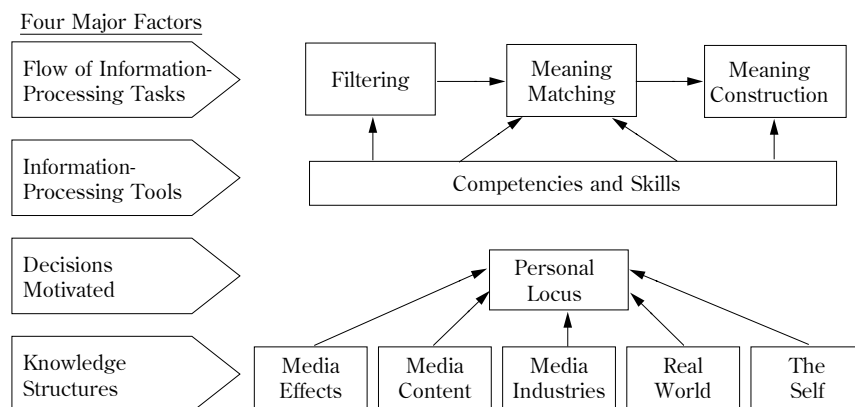 Four Major Factors
Flow of Information-
Processing Tasks
Filtering
Meaning
Matching
Meaning
Construction
Information-
Processing Tools
Competencies and Skills
Decisions
Motivated
Personal
Locus
Knowledge
Structures
Media
Effects
Media
Content
Media
Industries
Real
World
The
Self